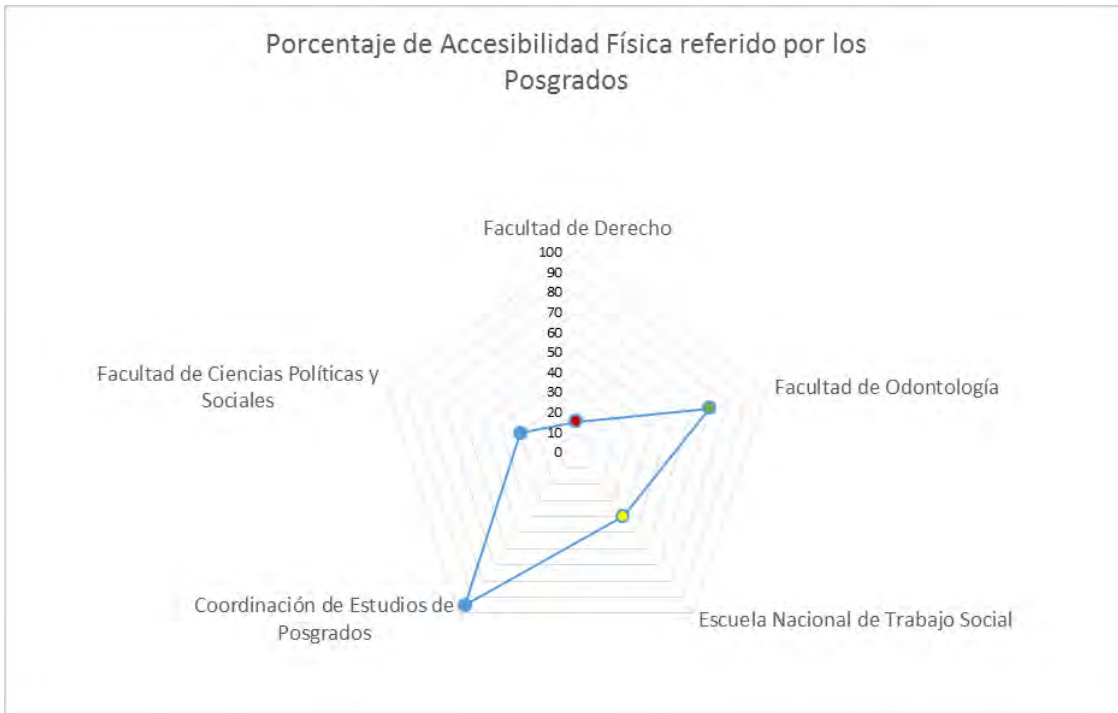 Porcentaje de Accesibilidad Física referido por los
Posgrados
Facultad de Derecho
100
90
80
70
60
50
40
30
20
10
0
Facultad de Ciencias Políticas y
Sociales
Facultad de Odontología
Coordinación de Estudios de
Posgrados
Escuela Nacional de Trabajo Social